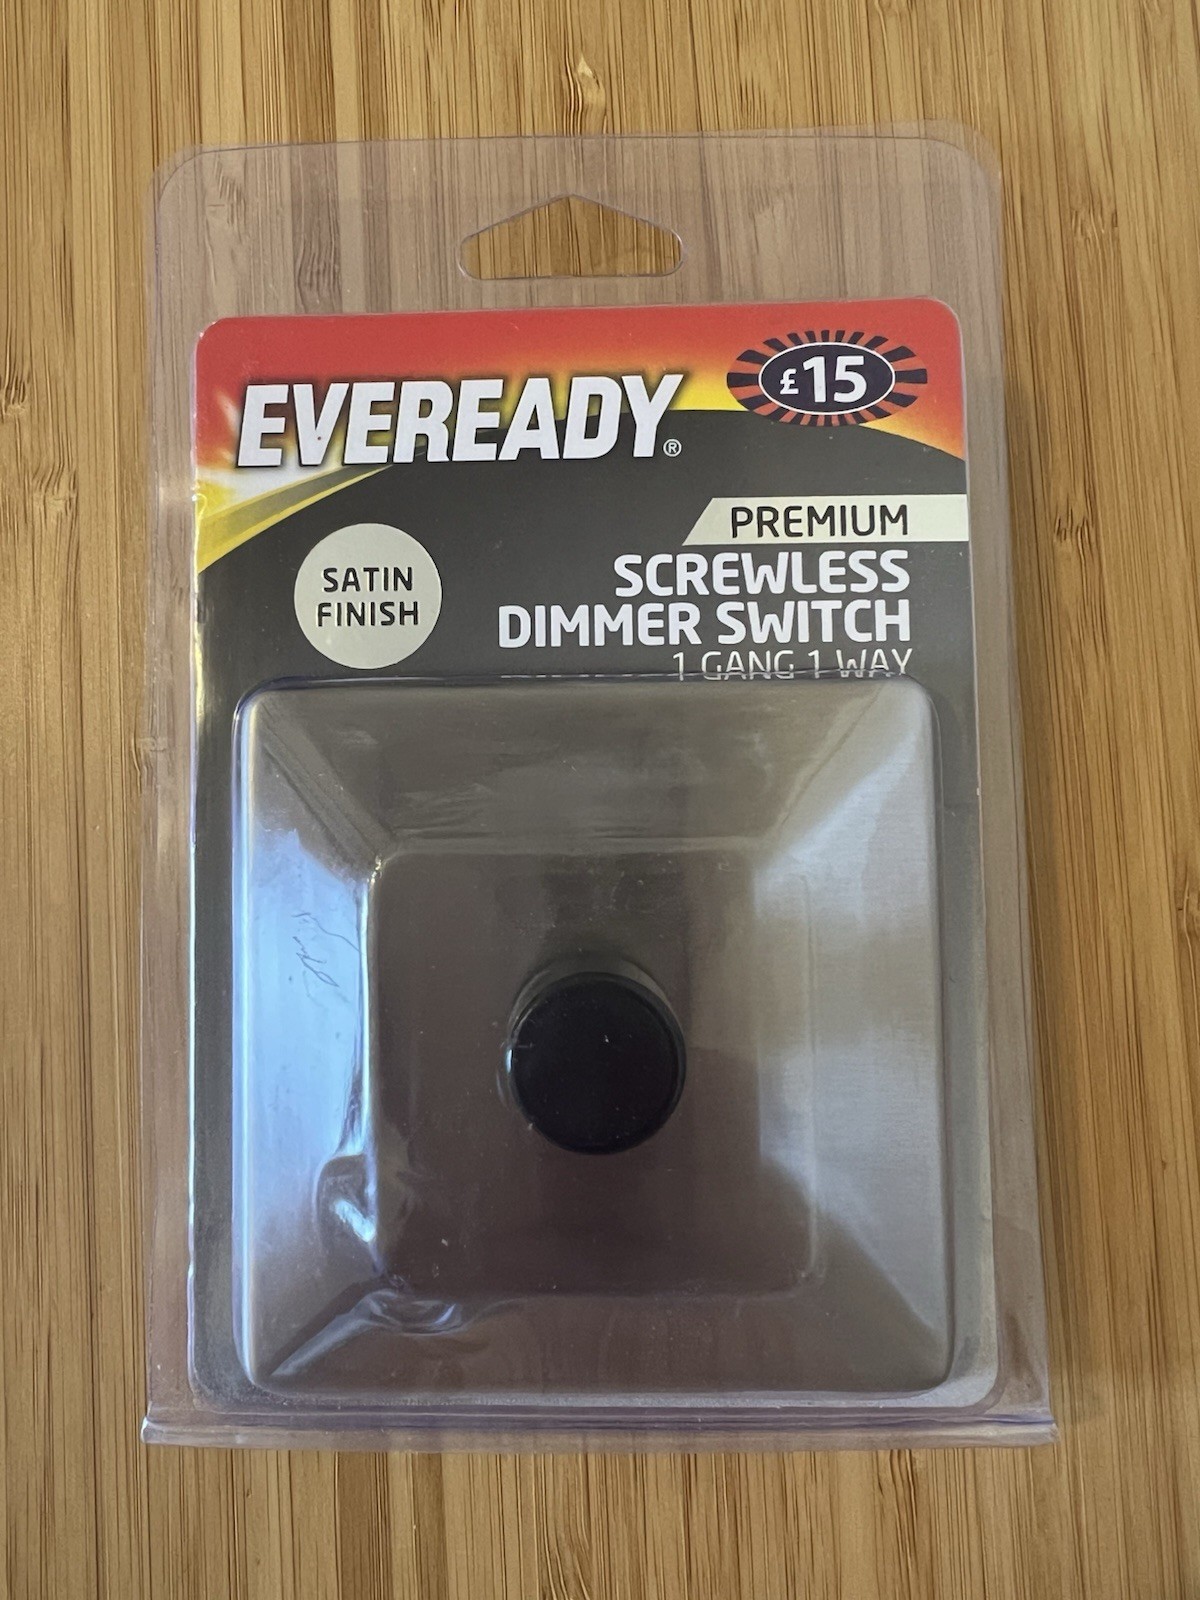 EVEREADY®
£15
PREMIUM
SCREWLESS
DIMMER SWITCH
1 GANG 1 WAY
SATIN
FINISH